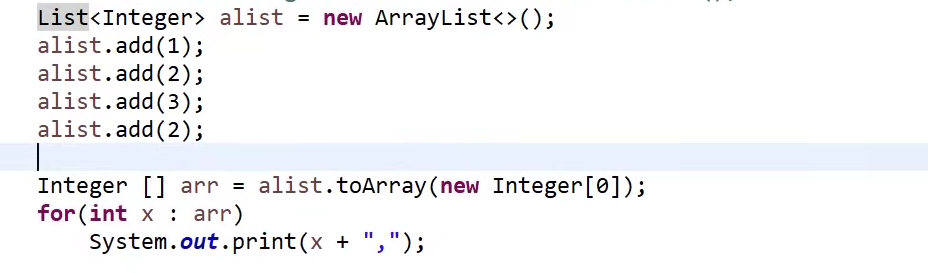 List<Integer> alist = new ArrayList<>();
alist.add(1);
alist.add(2);
alist.add(3);
alist.add(2);
Integer [] arr = alist.toArray(new Integer[0]);
for(int x : arr)
    System.out.print(x + ",");